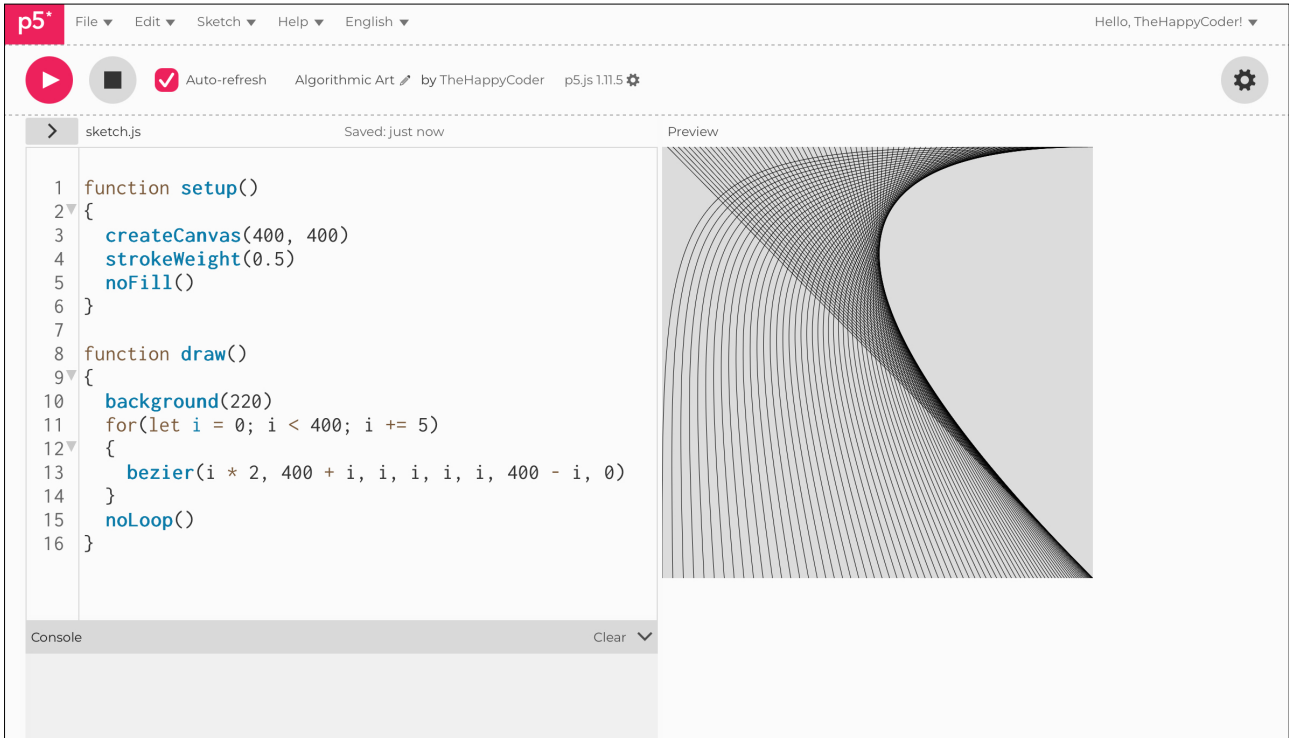 p5* File Edit Sketch Help English Hello, TheHappyCoder!
Auto-refresh Algorithmic Art by TheHappyCoder p5.js 1.11.5
sketch.js Saved: just now Preview
1 function setup()
2 {
3 createCanvas(400, 400)
4 strokeWeight(0.5)
5 noFill()
6 }
7
8 function draw()
9 {
10 background(220)
11 for(let i = 0; i < 400; i += 5)
12 {
13 bezier(i * 2, 400 + i, i, i, i, i, 400 - i, 0)
14 }
15 noLoop()
16 }
Console Clear